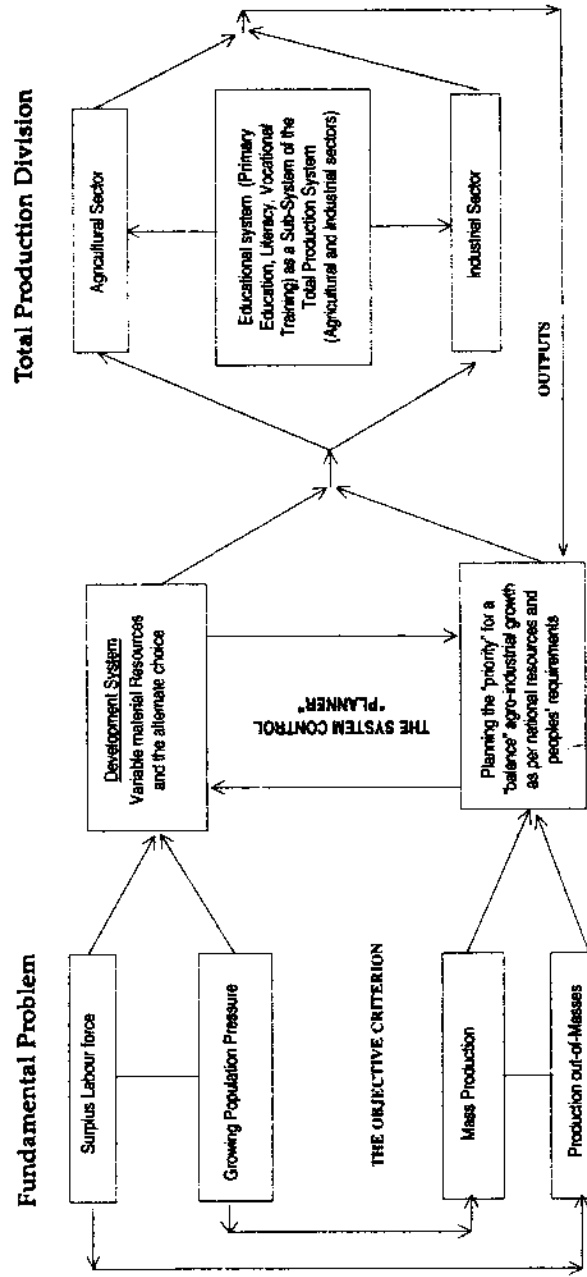 Fundamental Problem
Surplus Labour force
Growing Population Pressure
THE OBJECTIVE CRITERION
Mass Production
Production out-of-Masses
Development System
Variable material Resources
and the alternate choice
THE SYSTEM CONTROL
"PLANNER"
Planning the "priority" for a
"balance" agro-industrial growth
as per national resources and
peoples' requirements
Total Production Division
Agricultural Sector
Educational system (Primary
Education, Literacy, Vocational
Training) as a Sub-System of the
Total Production System
(Agricultural and Industrial sectors)
Industrial Sector
OUTPUTS